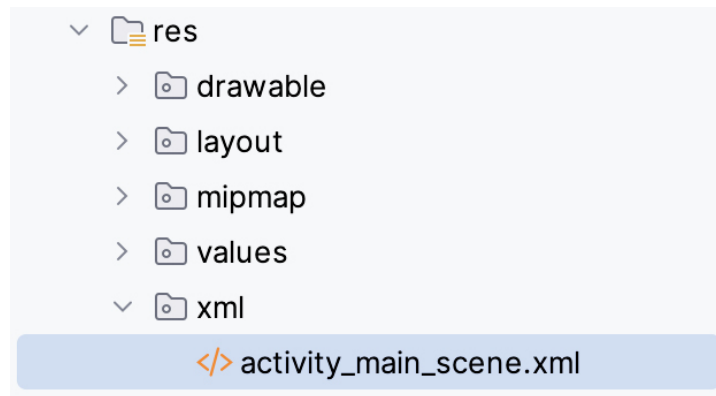 res
drawable
layout
mipmap
values
xml
</> activity_main_scene.xml